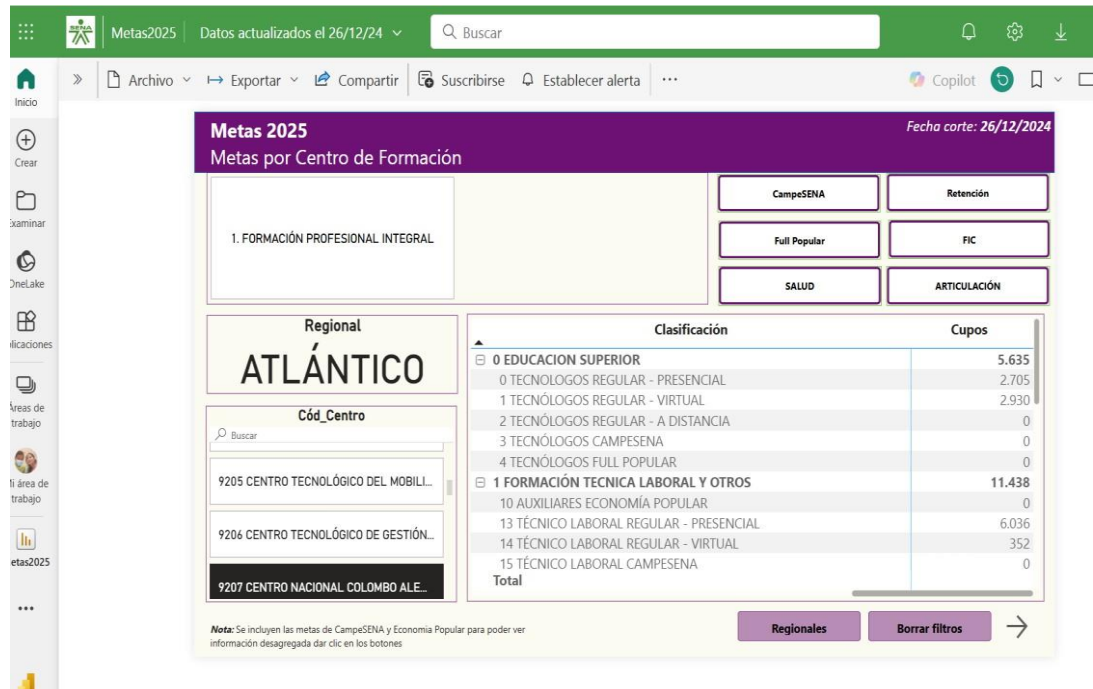 SENA
Metas2025
Datos actualizados el 26/12/24
Buscar
Archivo
Exportar
Compartir
Suscribirse
Establecer alerta
Copilot
Inicio
Crear
Examinar
OneLake
plicaciones
Áreas de
trabajo
Mi área de
trabajo
etas2025
Metas 2025
Fecha corte: 26/12/2024
Metas por Centro de Formación
1. FORMACIÓN PROFESIONAL INTEGRAL
CampeSENA
Retención
Full Popular
FIC
SALUD
ARTICULACIÓN
Regional
ATLÁNTICO
Cód_Centro
Buscar
9205 CENTRO TECNOLÓGICO DEL MOBILI...
9206 CENTRO TECNOLÓGICO DE GESTIÓN...
9207 CENTRO NACIONAL COLOMBO ALE...
Clasificación Cupos
0 EDUCACION SUPERIOR 5.635
0 TECNOLOGOS REGULAR - PRESENCIAL 2.705
1 TECNÓLOGOS REGULAR - VIRTUAL 2.930
2 TECNÓLOGOS REGULAR - A DISTANCIA 0
3 TECNÓLOGOS CAMPESENA 0
4 TECNÓLOGOS FULL POPULAR 0
1 FORMACIÓN TECNICA LABORAL Y OTROS 11.438
10 AUXILIARES ECONOMÍA POPULAR 0
13 TÉCNICO LABORAL REGULAR - PRESENCIAL 6.036
14 TÉCNICO LABORAL REGULAR - VIRTUAL 352
15 TÉCNICO LABORAL CAMPESENA 0
Total
Nota: Se incluyen las metas de CampeSENA y Economia Popular para poder ver
información desagregada dar clic en los botones
Regionales
Borrar filtros